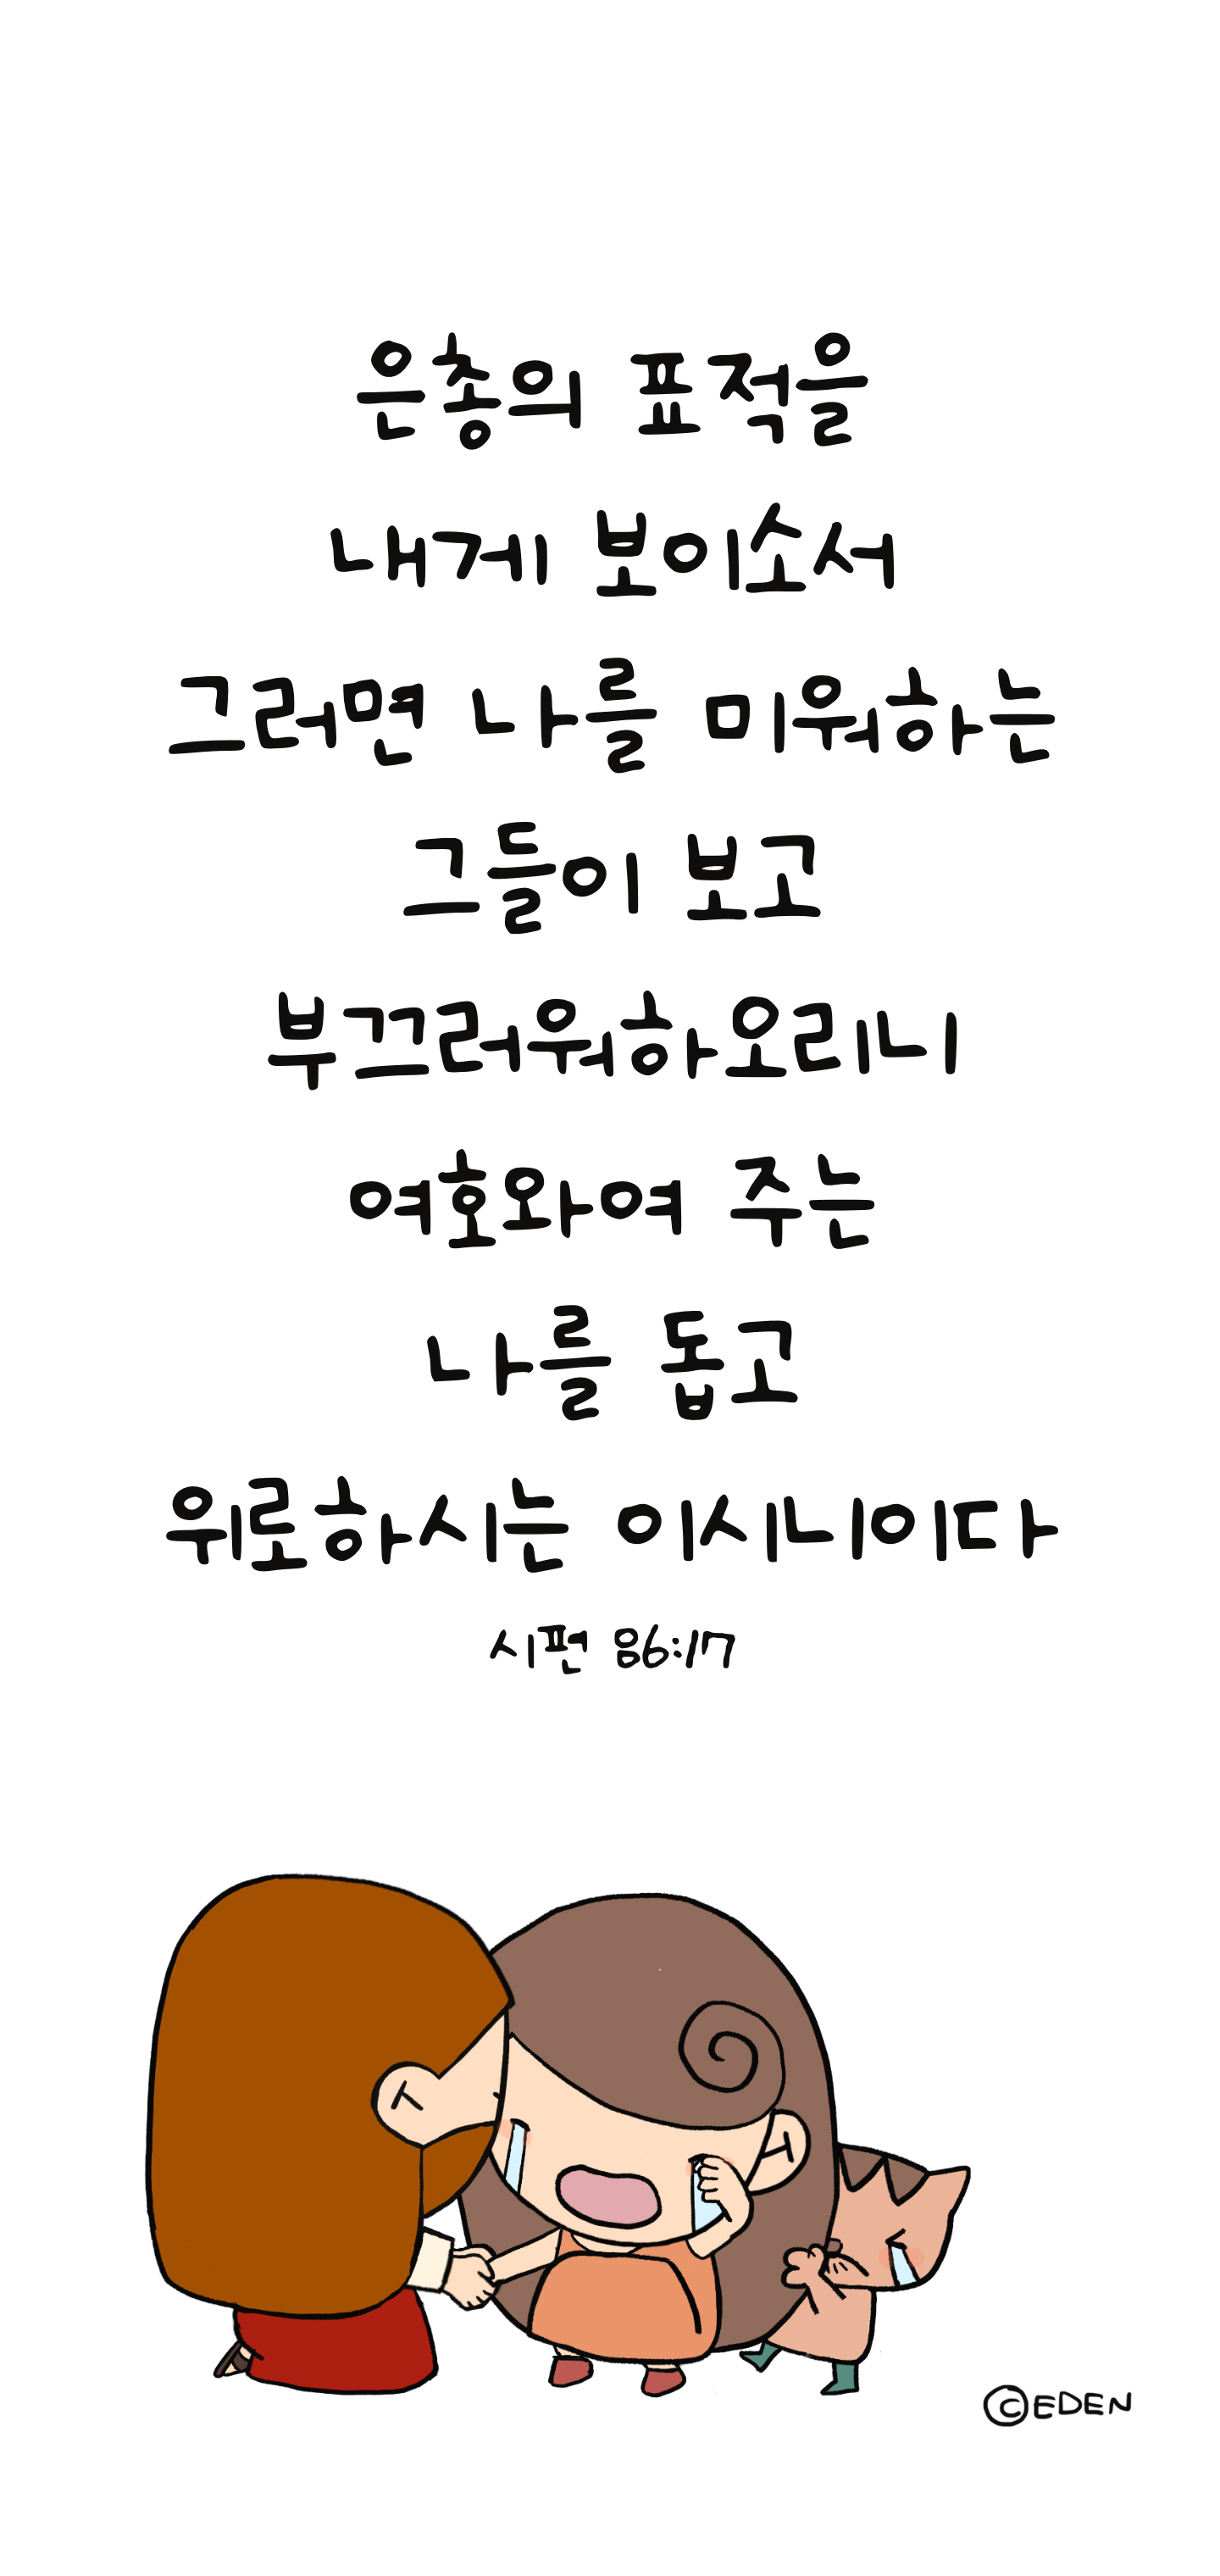 은총의 표적을
내게 보이소서
그러면 나를 미워하는
그들이 보고
부끄러워하오리니
여호와여 주는
나를 돕고
위로하시는 이시니이다
시편 86:17
©EDEN